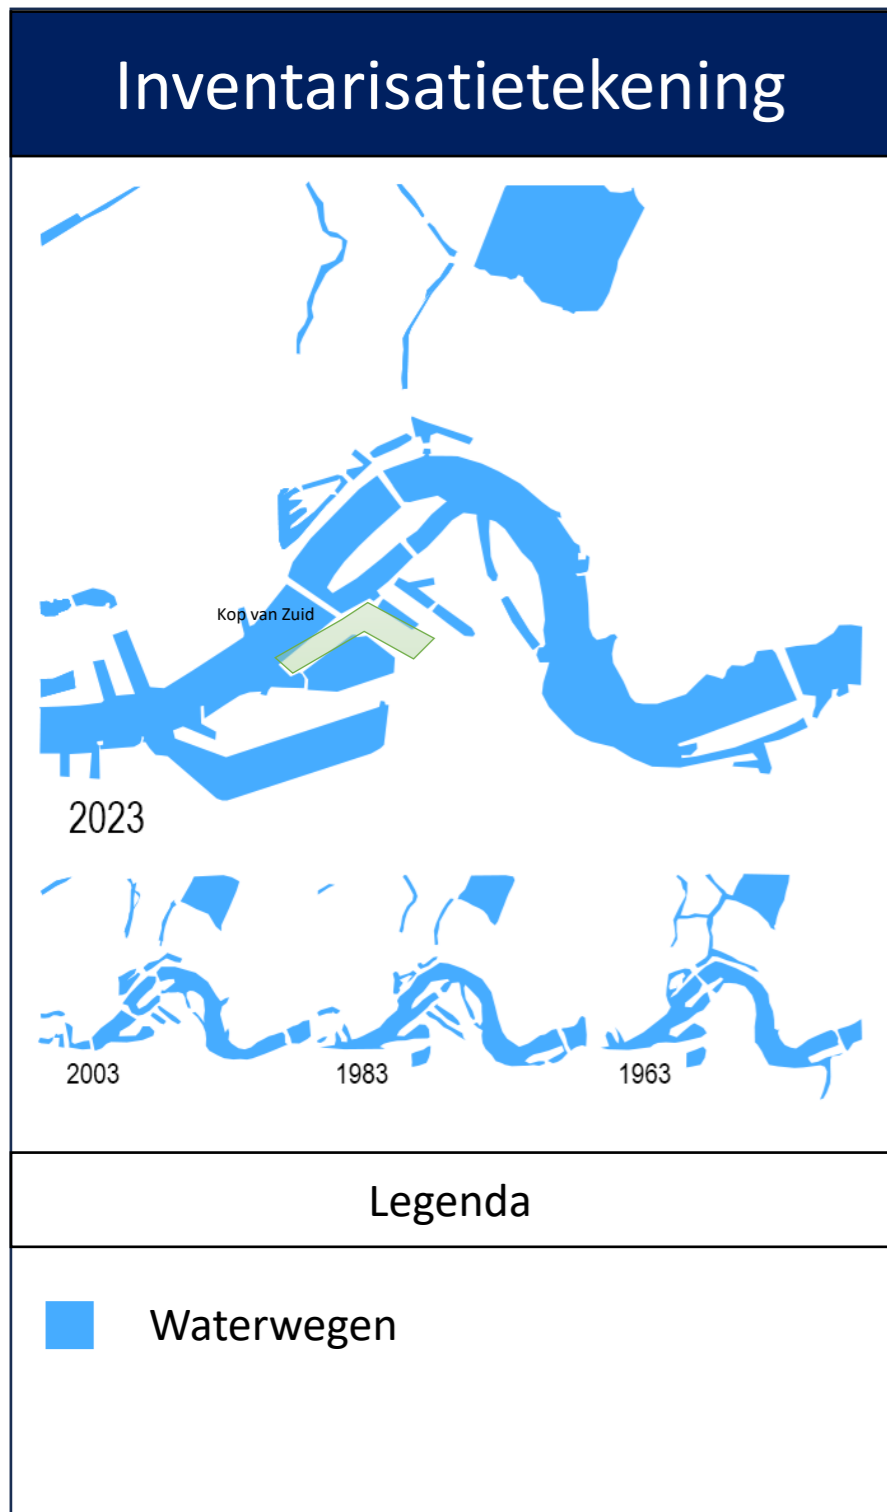 Inventarisatietekening
Kop van Zuid
2023
2003
1983
1963
Legenda
Waterwegen